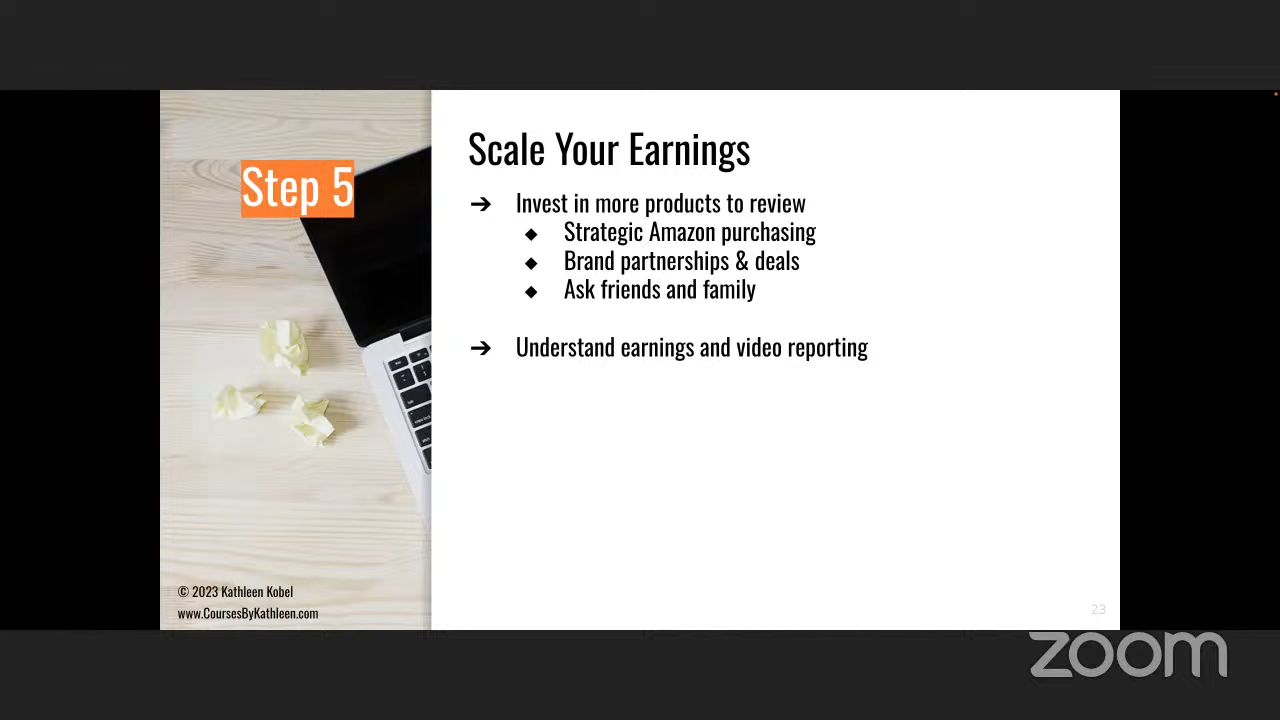 Step 5
Scale Your Earnings
➔ Invest in more products to review
◆ Strategic Amazon purchasing
◆ Brand partnerships & deals
◆ Ask friends and family
➔ Understand earnings and video reporting
© 2023 Kathleen Kobel
www.CoursesByKathleen.com
23
zoom